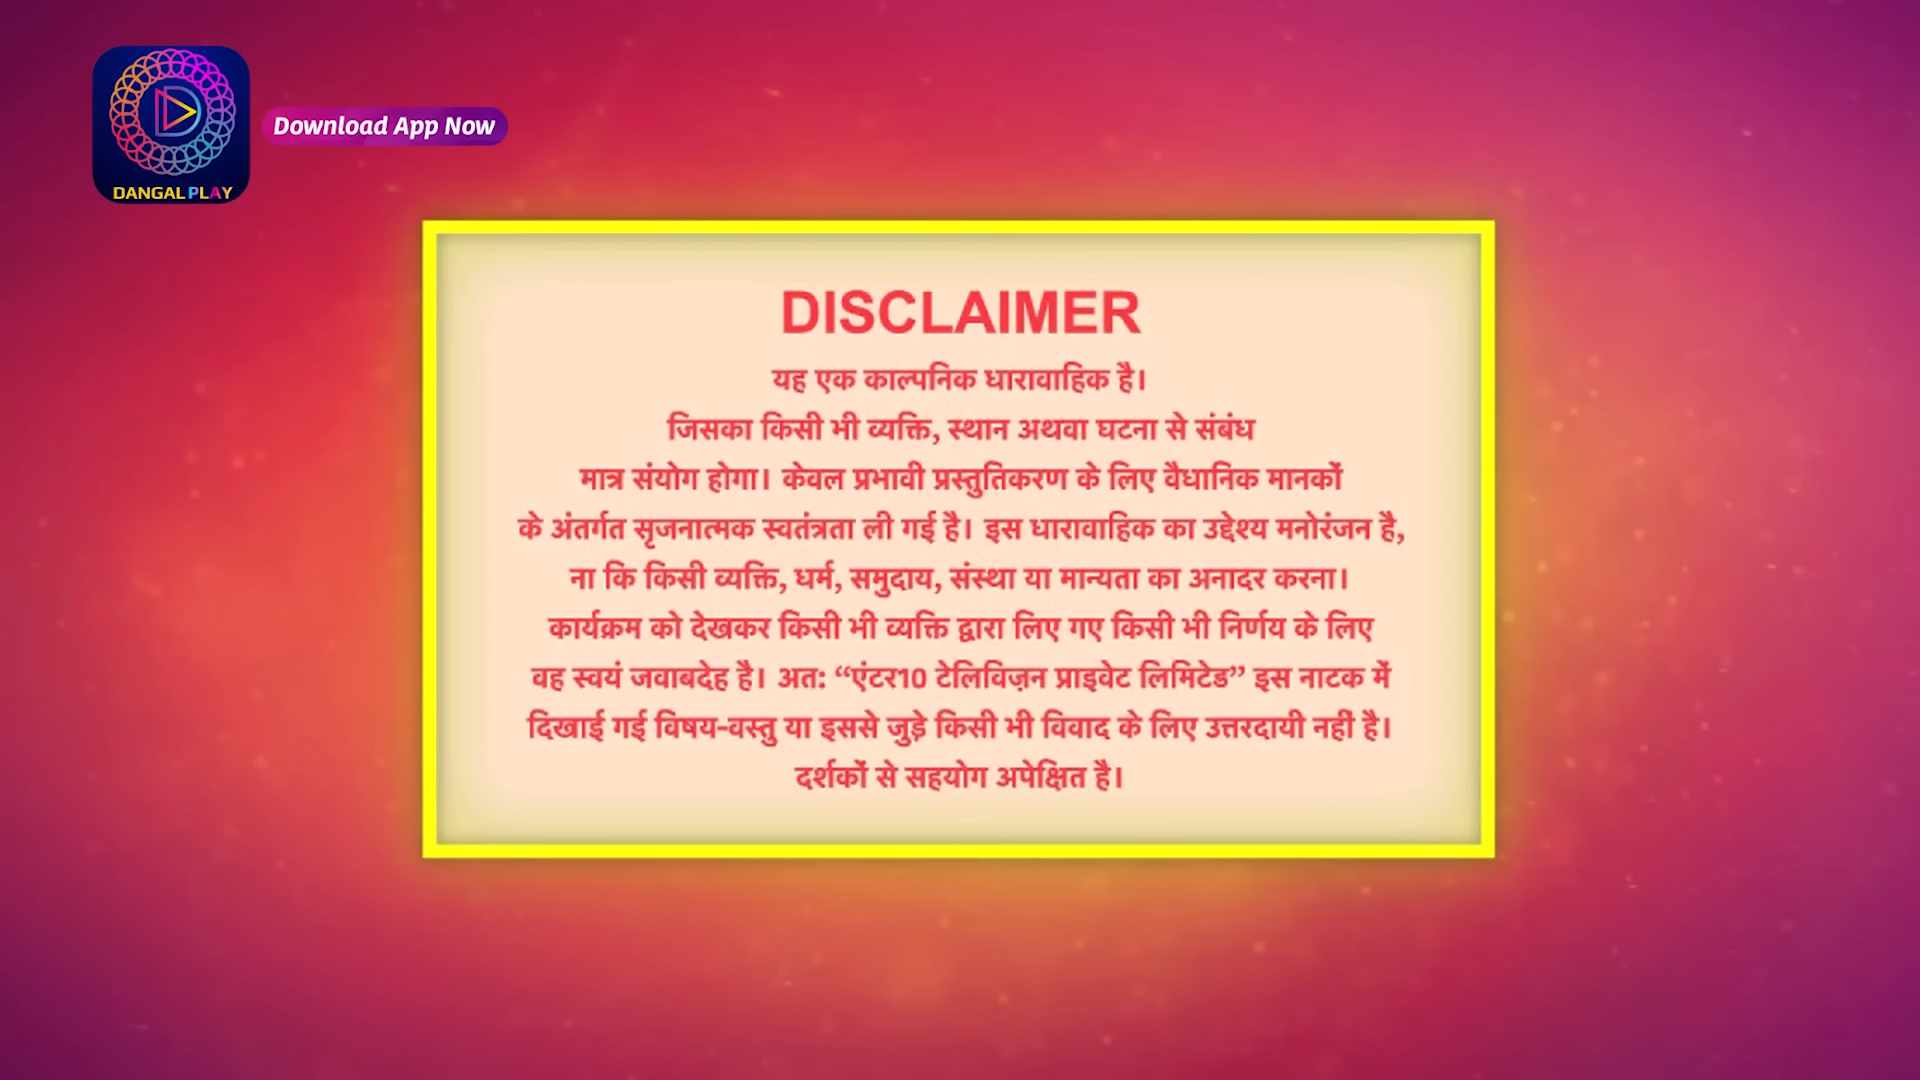 DANGAL PLAY
Download App Now
DISCLAIMER
यह एक काल्पनिक धारावाहिक है।
जिसका किसी भी व्यक्ति, स्थान अथवा घटना से संबंध
मात्र संयोग होगा। केवल प्रभावी प्रस्तुतिकरण के लिए वैधानिक मानकों
के अंतर्गत सृजनात्मक स्वतंत्रता ली गई है। इस धारावाहिक का उद्देश्य मनोरंजन है,
ना कि किसी व्यक्ति, धर्म, समुदाय, संस्था या मान्यता का अनादर करना।
कार्यक्रम को देखकर किसी भी व्यक्ति द्वारा लिए गए किसी भी निर्णय के लिए
वह स्वयं जवाबदेह है। अत: “एंटर10 टेलिविज़न प्राइवेट लिमिटेड” इस नाटक में
दिखाई गई विषय-वस्तु या इससे जुड़े किसी भी विवाद के लिए उत्तरदायी नहीं है।
दर्शकों से सहयोग अपेक्षित है।